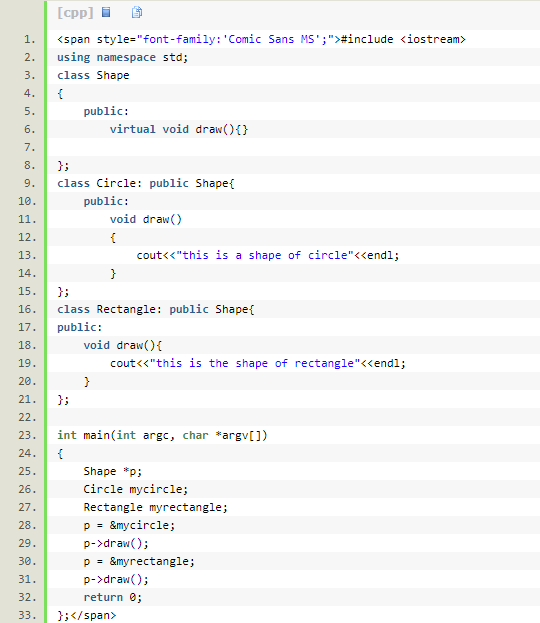 [cpp]
1. <span style="font-family:'Comic Sans MS';">#include <iostream>
2. using namespace std;
3. class Shape
4. {
5.     public:
6.         virtual void draw(){}
7.
8. };
9. class Circle: public Shape{
10.     public:
11.         void draw()
12.         {
13.             cout<<"this is a shape of circle"<<endl;
14.         }
15. };
16. class Rectangle: public Shape{
17. public:
18.     void draw(){
19.         cout<<"this is the shape of rectangle"<<endl;
20.     }
21. };
22.
23. int main(int argc, char *argv[])
24. {
25.     Shape *p;
26.     Circle mycircle;
27.     Rectangle myrectangle;
28.     p = &mycircle;
29.     p->draw();
30.     p = &myrectangle;
31.     p->draw();
32.     return 0;
33. };</span>